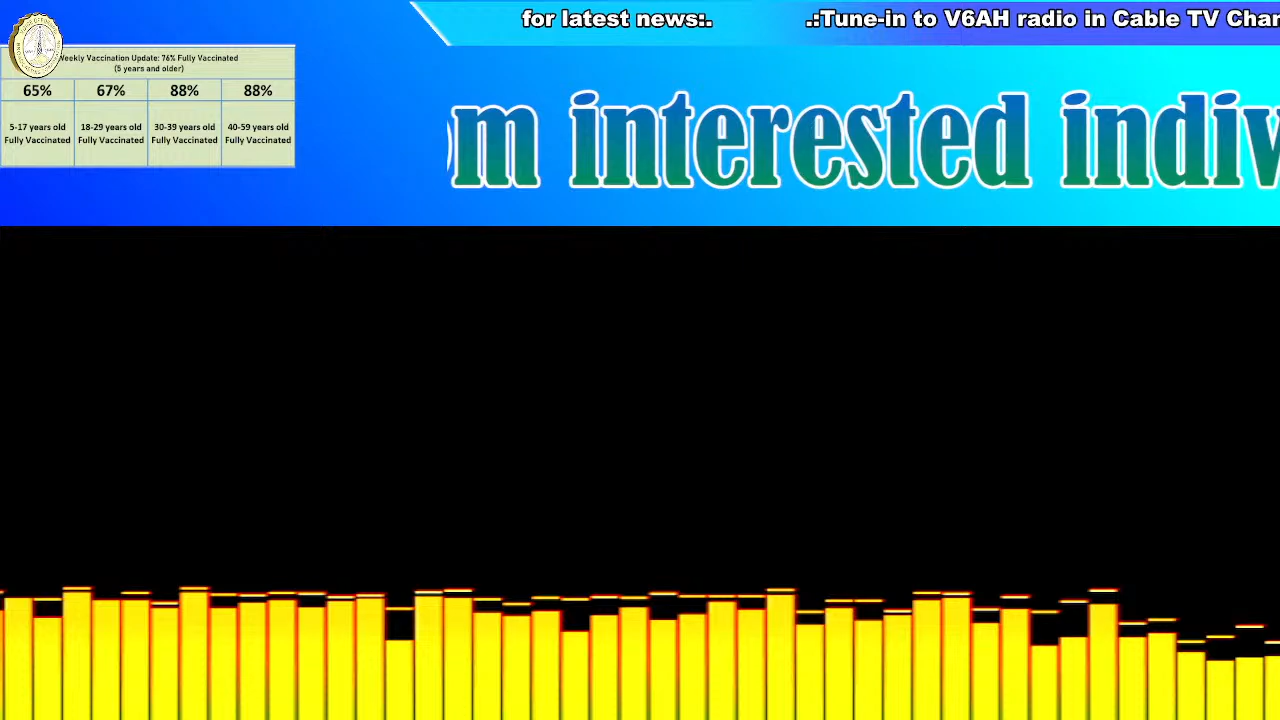 for latest news:.
.:Tune-in to V6AH radio in Cable TV
Weekly Vaccination Update: 76% Fully Vaccinated
(5 years and older)
65% 67% 88% 88%
5-17 years old 18-29 years old 30-39 years old 40-59 years old
Fully Vaccinated Fully Vaccinated Fully Vaccinated Fully Vaccinated
interested